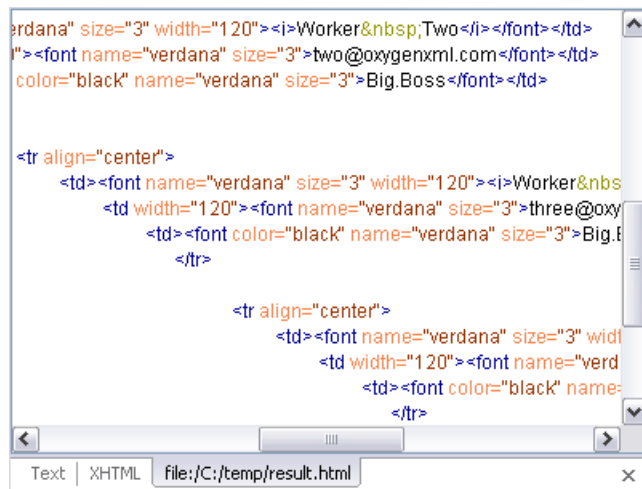 erdana" size="3" width="120"><i>Worker&nbsp;Two</i></font></td>
"><font name="verdana" size="3">two@oxygenxml.com</font></td>
color="black" name="verdana" size="3">Big.Boss</font></td>
<tr align="center">
<td><font name="verdana" size="3" width="120"><i>Worker&nbs
<td width="120"><font name="verdana" size="3">three@oxy
<td><font color="black" name="verdana" size="3">Big.B
</tr>
<tr align="center">
<td><font name="verdana" size="3" widt
<td width="120"><font name="verd
<td><font color="black" name=
</tr>
Text XHTML file:/C:/temp/result.html